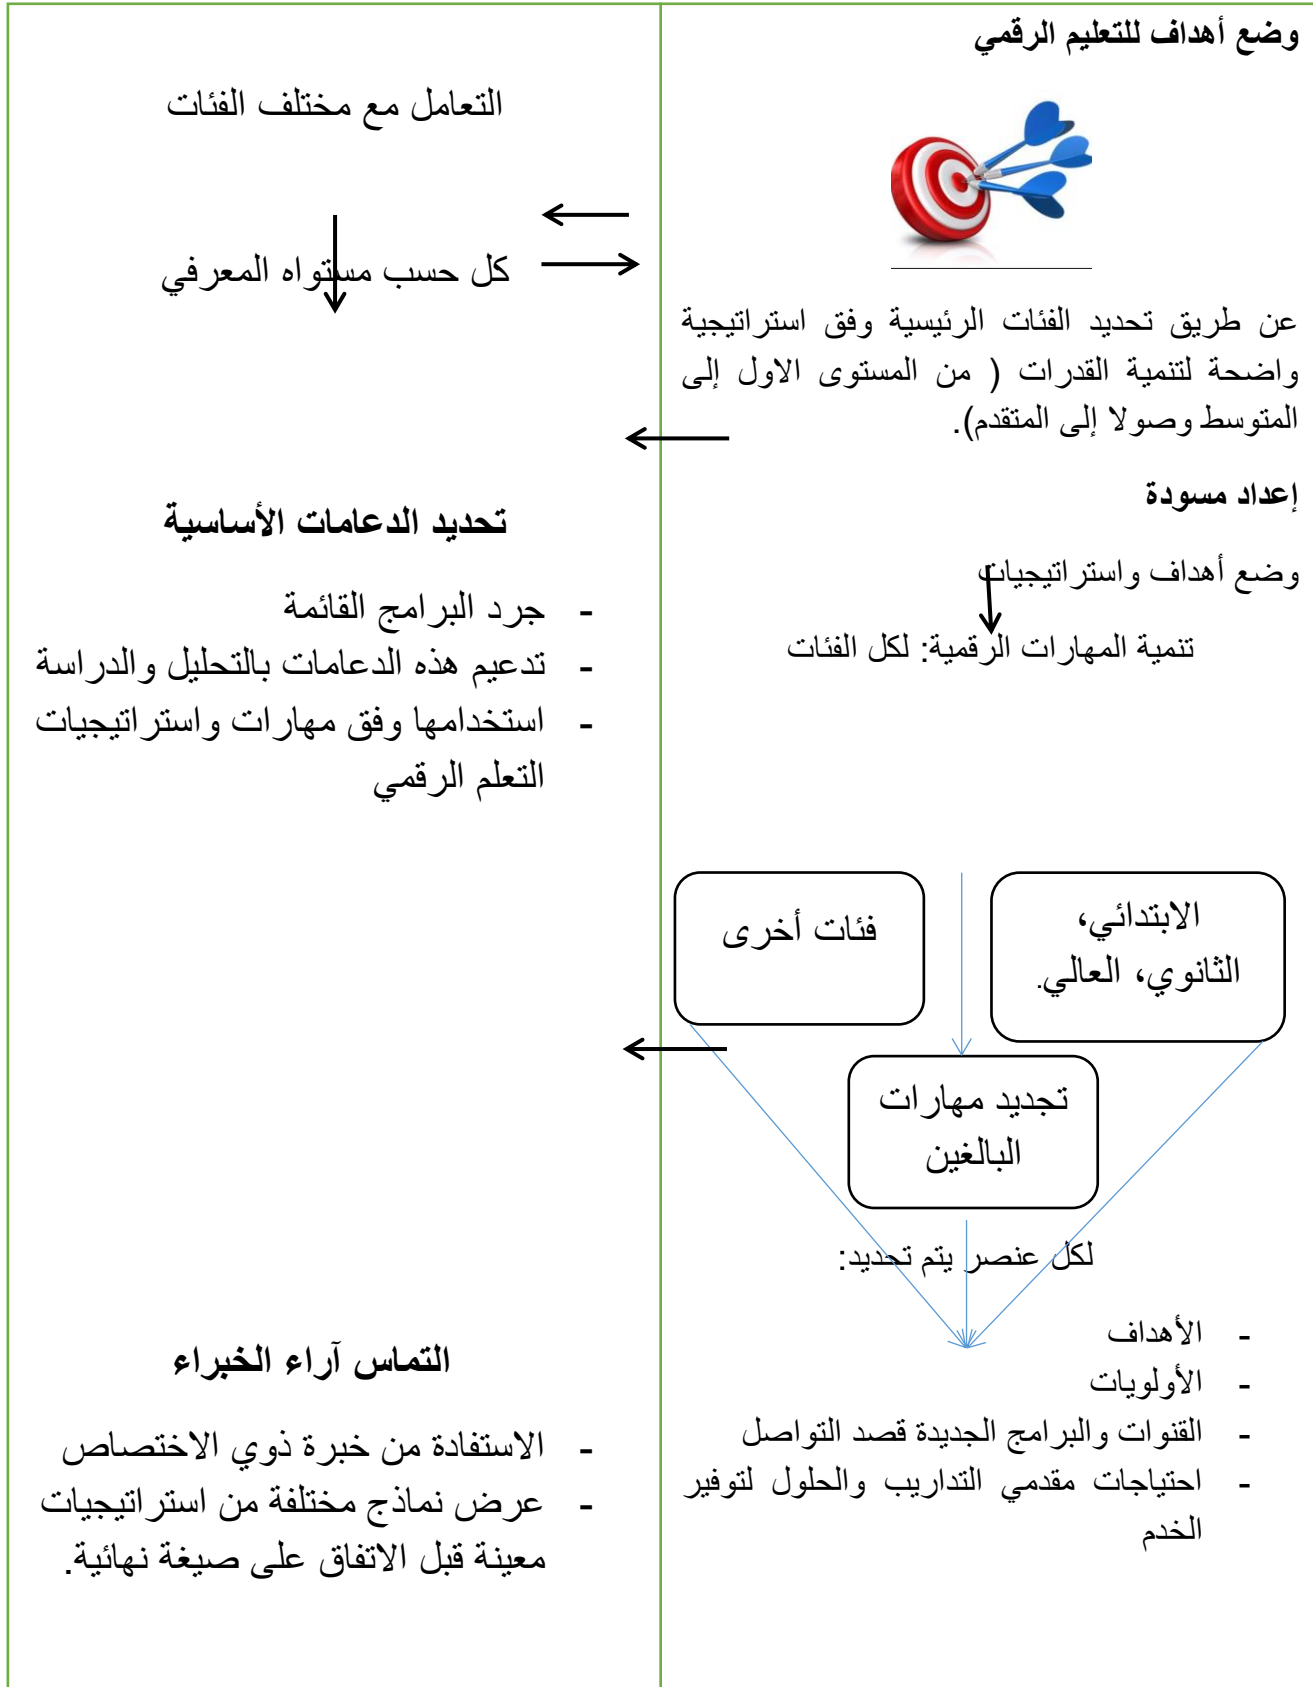 وضع أهداف للتعليم الرقمي
عن طريق تحديد الفئات الرئيسية وفق استراتيجية
واضحة لتنمية القدرات ( من المستوى الاول إلى
المتوسط وصولا إلى المتقدم).
إعداد مسودة
وضع أهداف واستراتيجيات
تنمية المهارات الرقمية: لكل الفئات
الابتدائي،
الثانوي، العالي.
فئات أخرى
تجديد مهارات
البالغين
لكل عنصر يتم تحديد:
- الأهداف
- الأولويات
- القنوات والبرامج الجديدة قصد التواصل
- احتياجات مقدمي التداريب والحلول لتوفير
الخدم
التعامل مع مختلف الفئات
كل حسب مستواه المعرفي
تحديد الدعامات الأساسية
- جرد البرامج القائمة
- تدعيم هذه الدعامات بالتحليل والدراسة
- استخدامها وفق مهارات واستراتيجيات
التعلم الرقمي
التماس آراء الخبراء
- الاستفادة من خبرة ذوي الاختصاص
- عرض نماذج مختلفة من استراتيجيات
معينة قبل الاتفاق على صيغة نهائية.